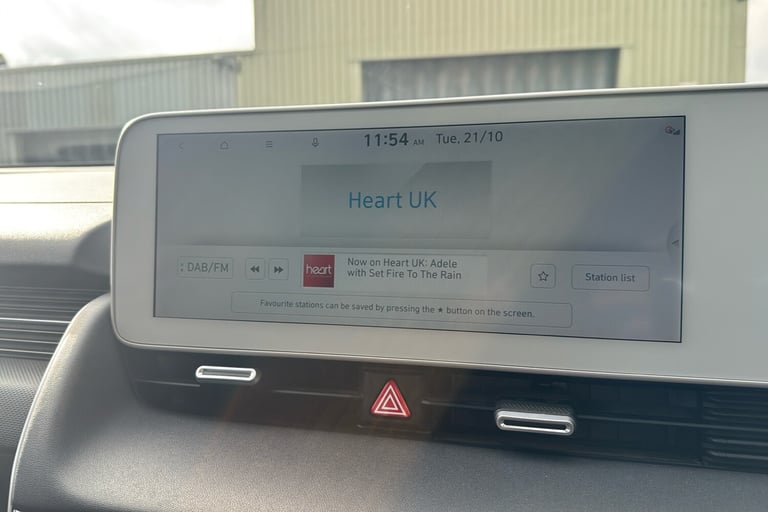 11:54 AM Tue, 21/10
Heart UK
DAB/FM
heart
Now on Heart UK: Adele
with Set Fire To The Rain
Station list
Favourite stations can be saved by pressing the ★ button on the screen.